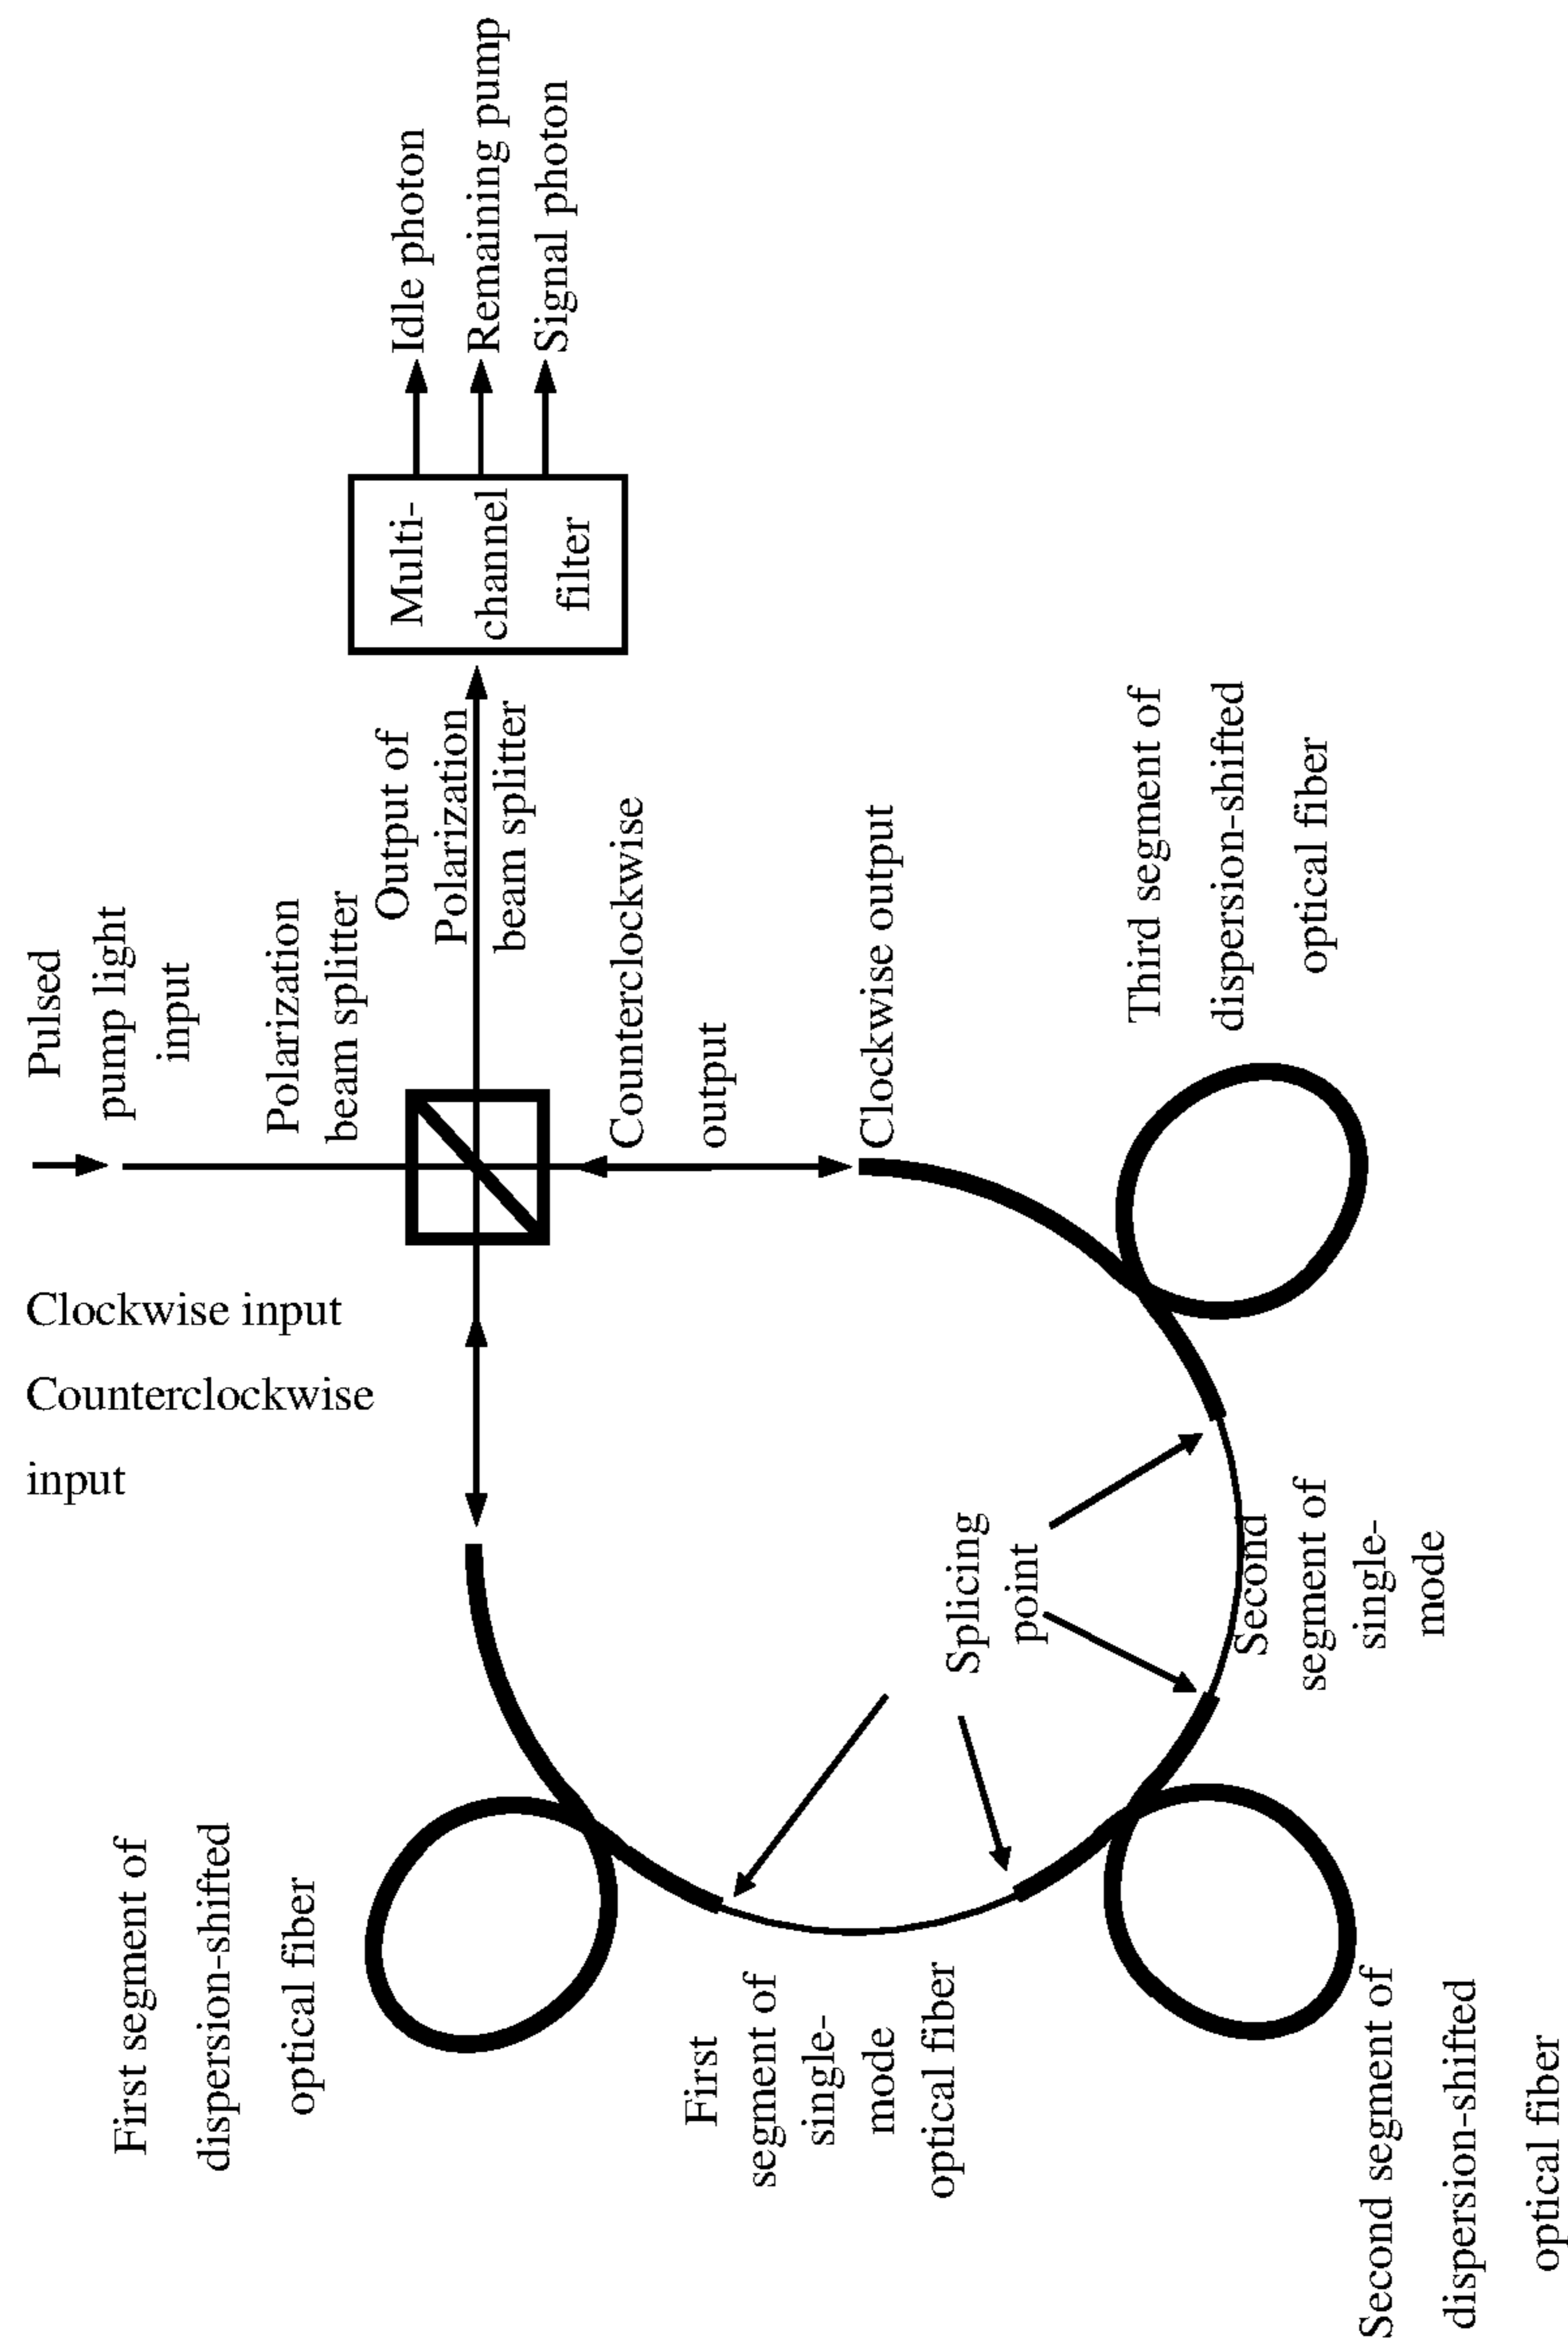 Pulsed
pump light
input
Polarization
beam splitter
Output of
Polarization
beam splitter
Multi-
channel
filter
Idle photon
Remaining pump
Signal photon
Clockwise input
Counterclockwise
input
Counterclockwise
output
Clockwise output
First segment of
dispersion-shifted
optical fiber
First
segment of
single-
mode
optical fiber
Splicing
point
Second segment of
dispersion-shifted
optical fiber
Second
segment of
single-
mode
Third segment of
dispersion-shifted
optical fiber